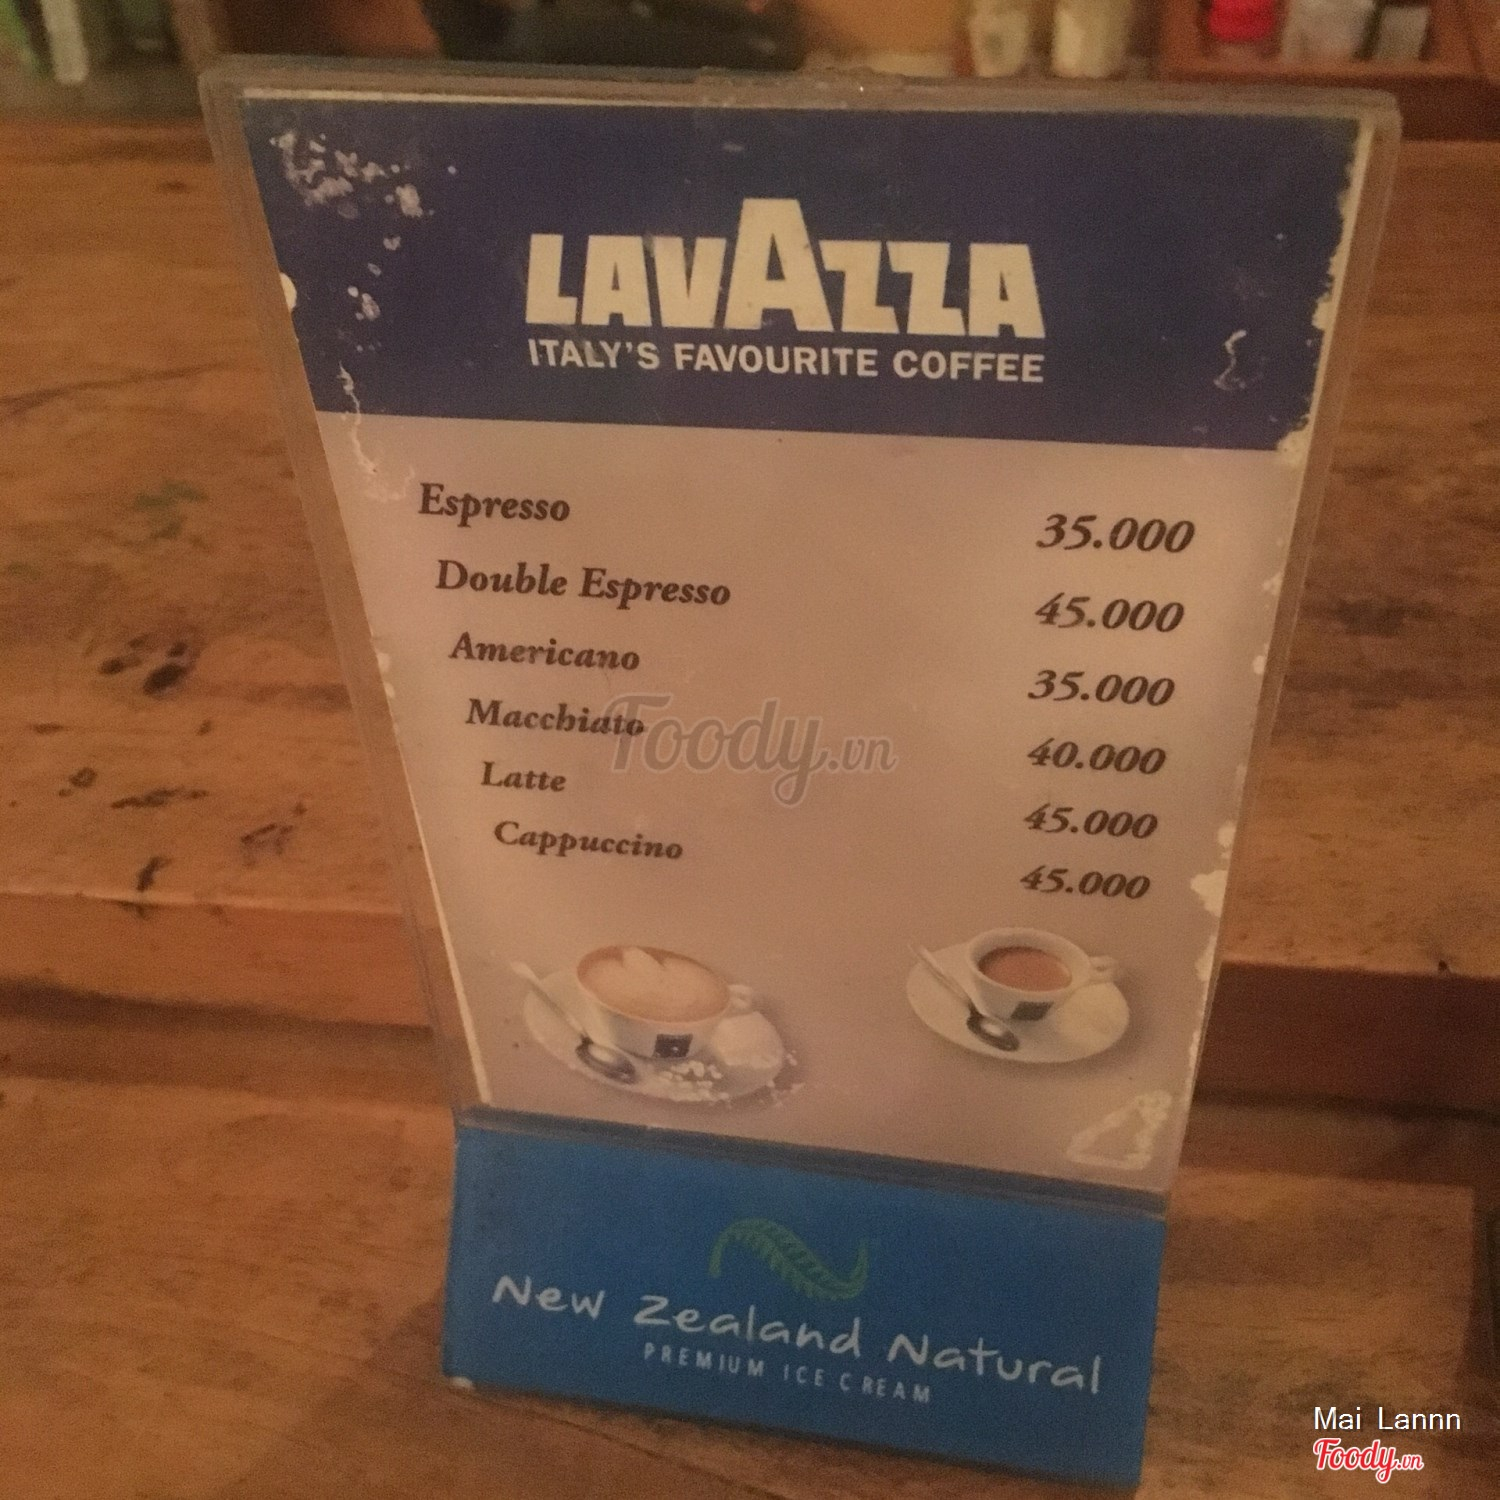 LAVAZZA
ITALY'S FAVOURITE COFFEE
Espresso 35.000
Double Espresso 45.000
Americano 35.000
Macchiato 40.000
Latte 45.000
Cappuccino 45.000
Foody.vn
New Zealand Natural
PREMIUM ICE CREAM
Mai Lannn
Foody.vn